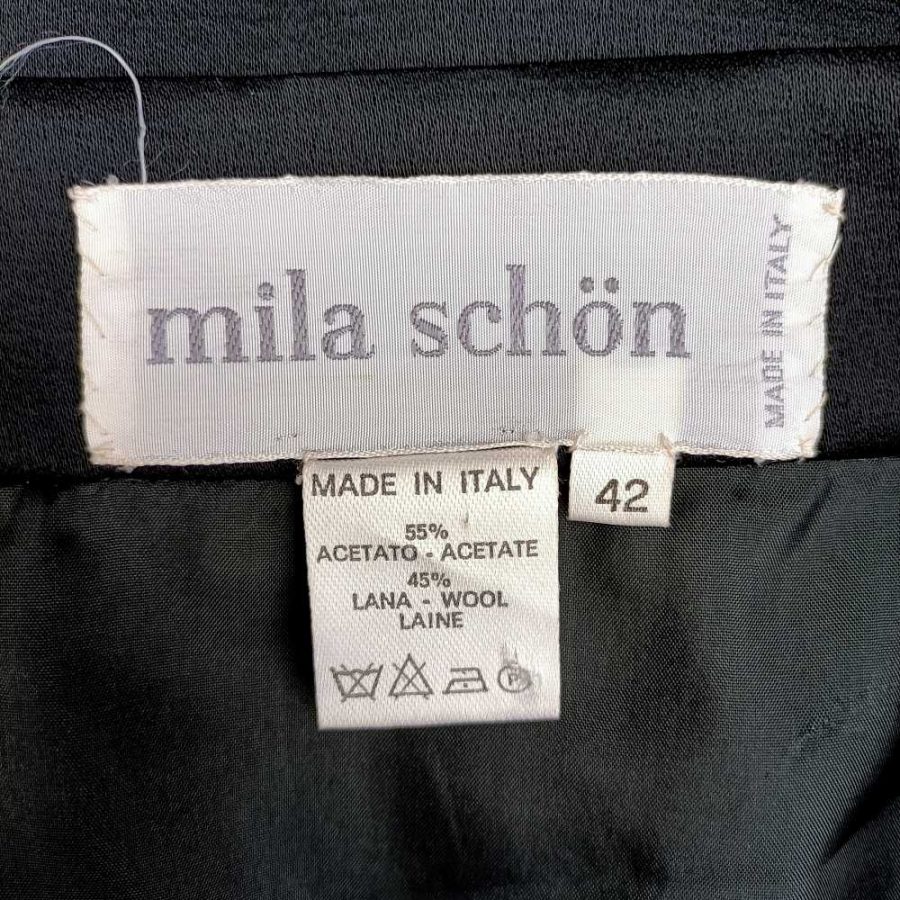 mila schön
MADE IN ITALY
MADE IN ITALY
42
55%
ACETATO - ACETATE
45%
LANA - WOOL
LAINE
P